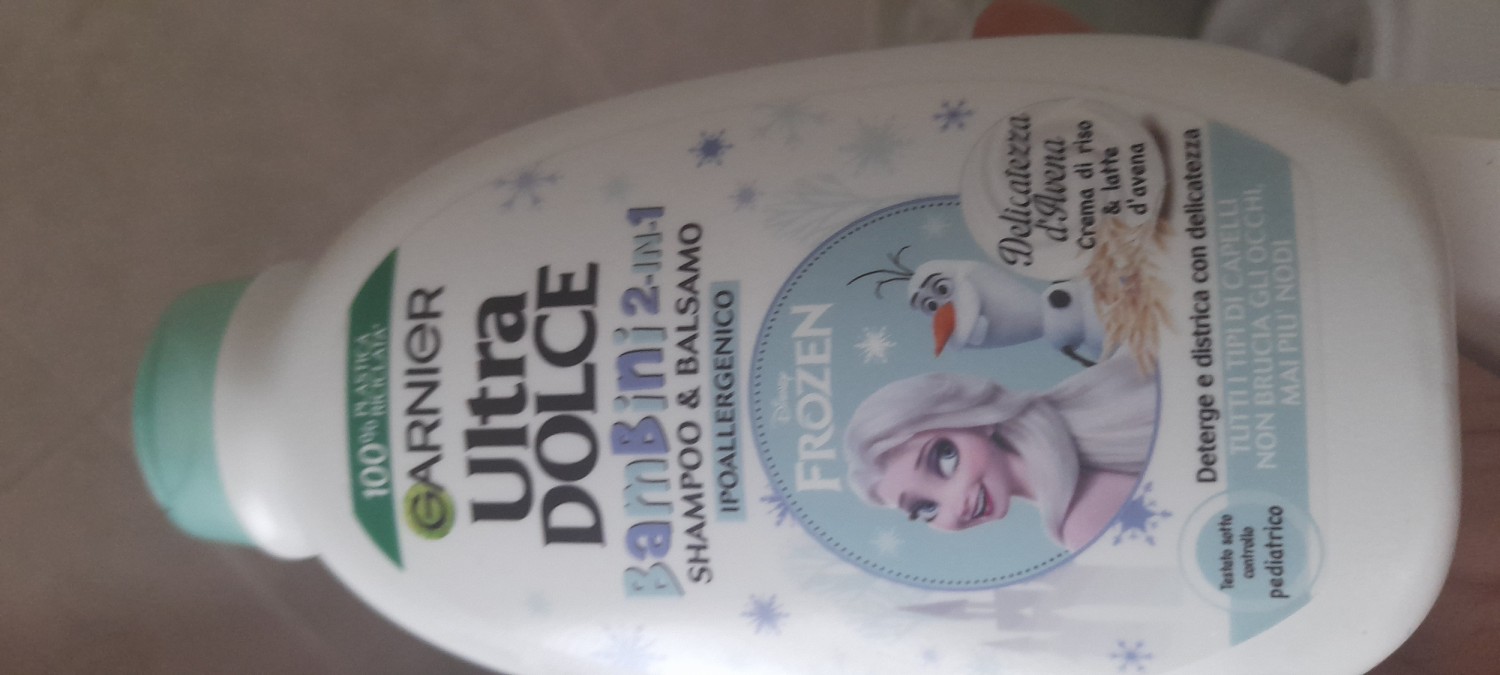 100% PLASTICA
RICICLATA*
GARNIER
Ultra
DOLCE
BamBini 2-IN-1
SHAMPOO & BALSAMO
IPOALLERGENICO
Disney
FROZEN
Delicatezza
d'Avena
Crema di riso
& latte
d'avena
Deterge e districa con delicatezza
TUTTI I TIPI DI CAPELLI
NON BRUCIA GLI OCCHI,
MAI PIU' NODI
Testato sotto
controllo
pediatrico